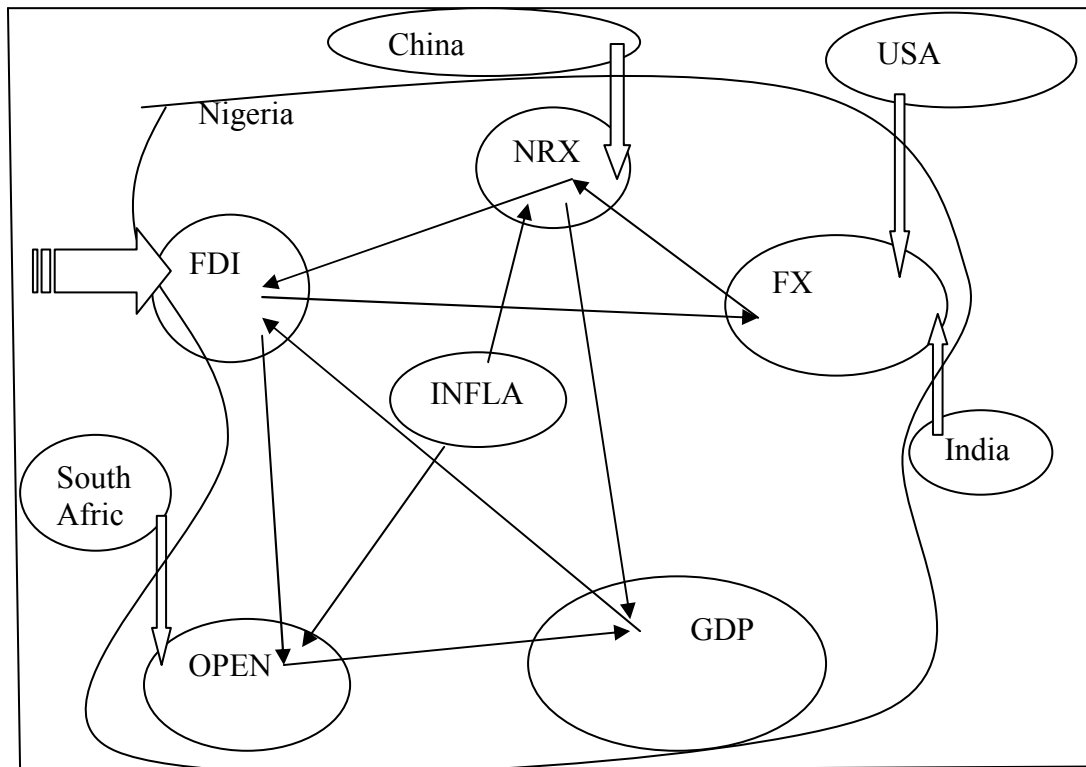 China
USA
Nigeria
NRX
FDI
FX
INFLA
India
South
Afric
GDP
OPEN